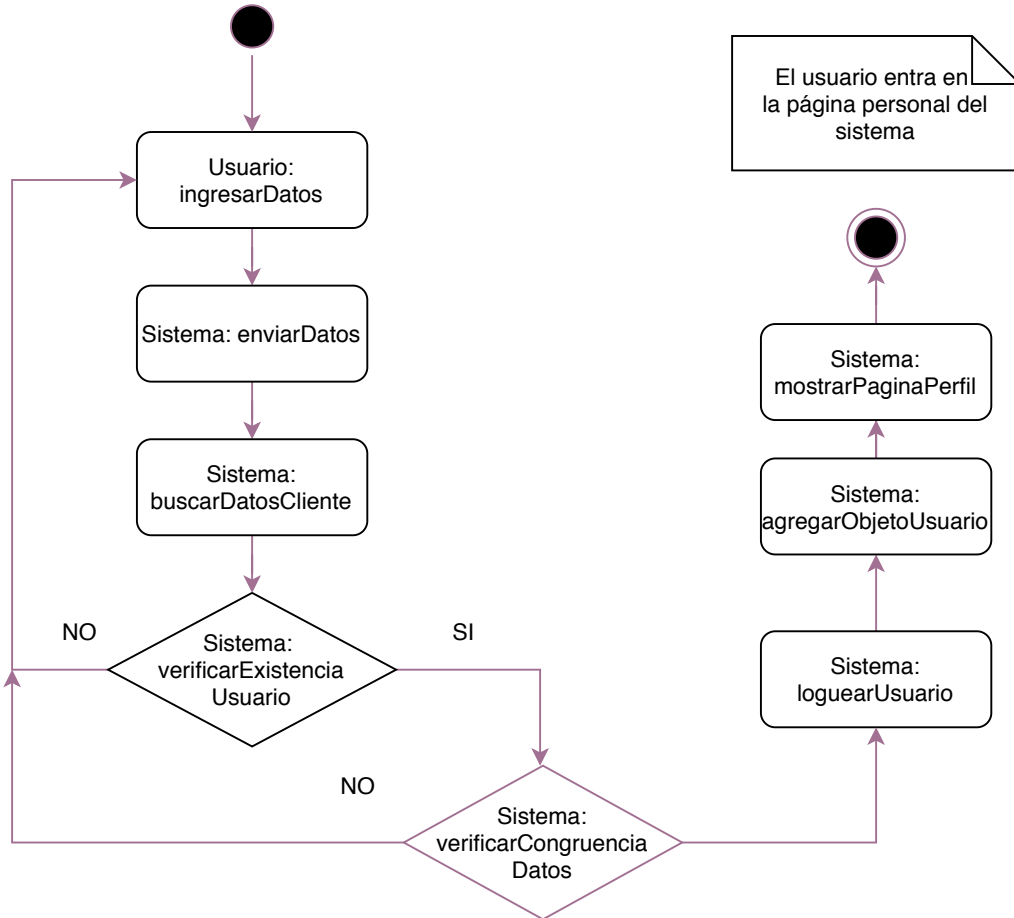 El usuario entra en
la página personal del
sistema
Usuario:
ingresarDatos
Sistema: enviarDatos
Sistema:
buscarDatosCliente
NO
Sistema:
verificarExistencia
Usuario
SI
NO
Sistema:
verificarCongruencia
Datos
Sistema:
loguearUsuario
Sistema:
agregarObjetoUsuario
Sistema:
mostrarPaginaPerfil